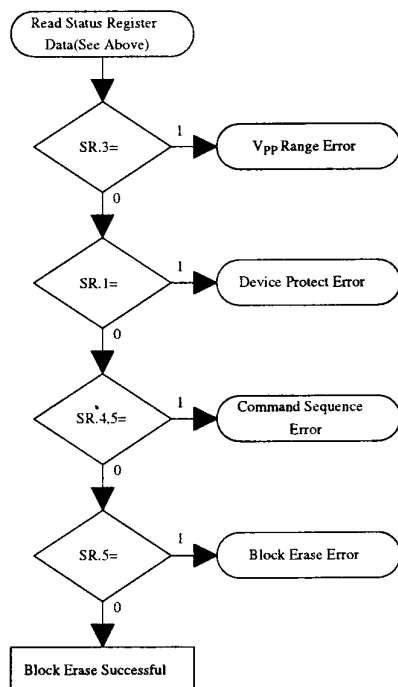 Read Status Register
Data(See Above)
SR.3=
1
VPP Range Error
0
SR.1=
1
Device Protect Error
0
SR.4,5=
1
Command Sequence
Error
0
SR.5=
1
Block Erase Error
0
Block Erase Successful